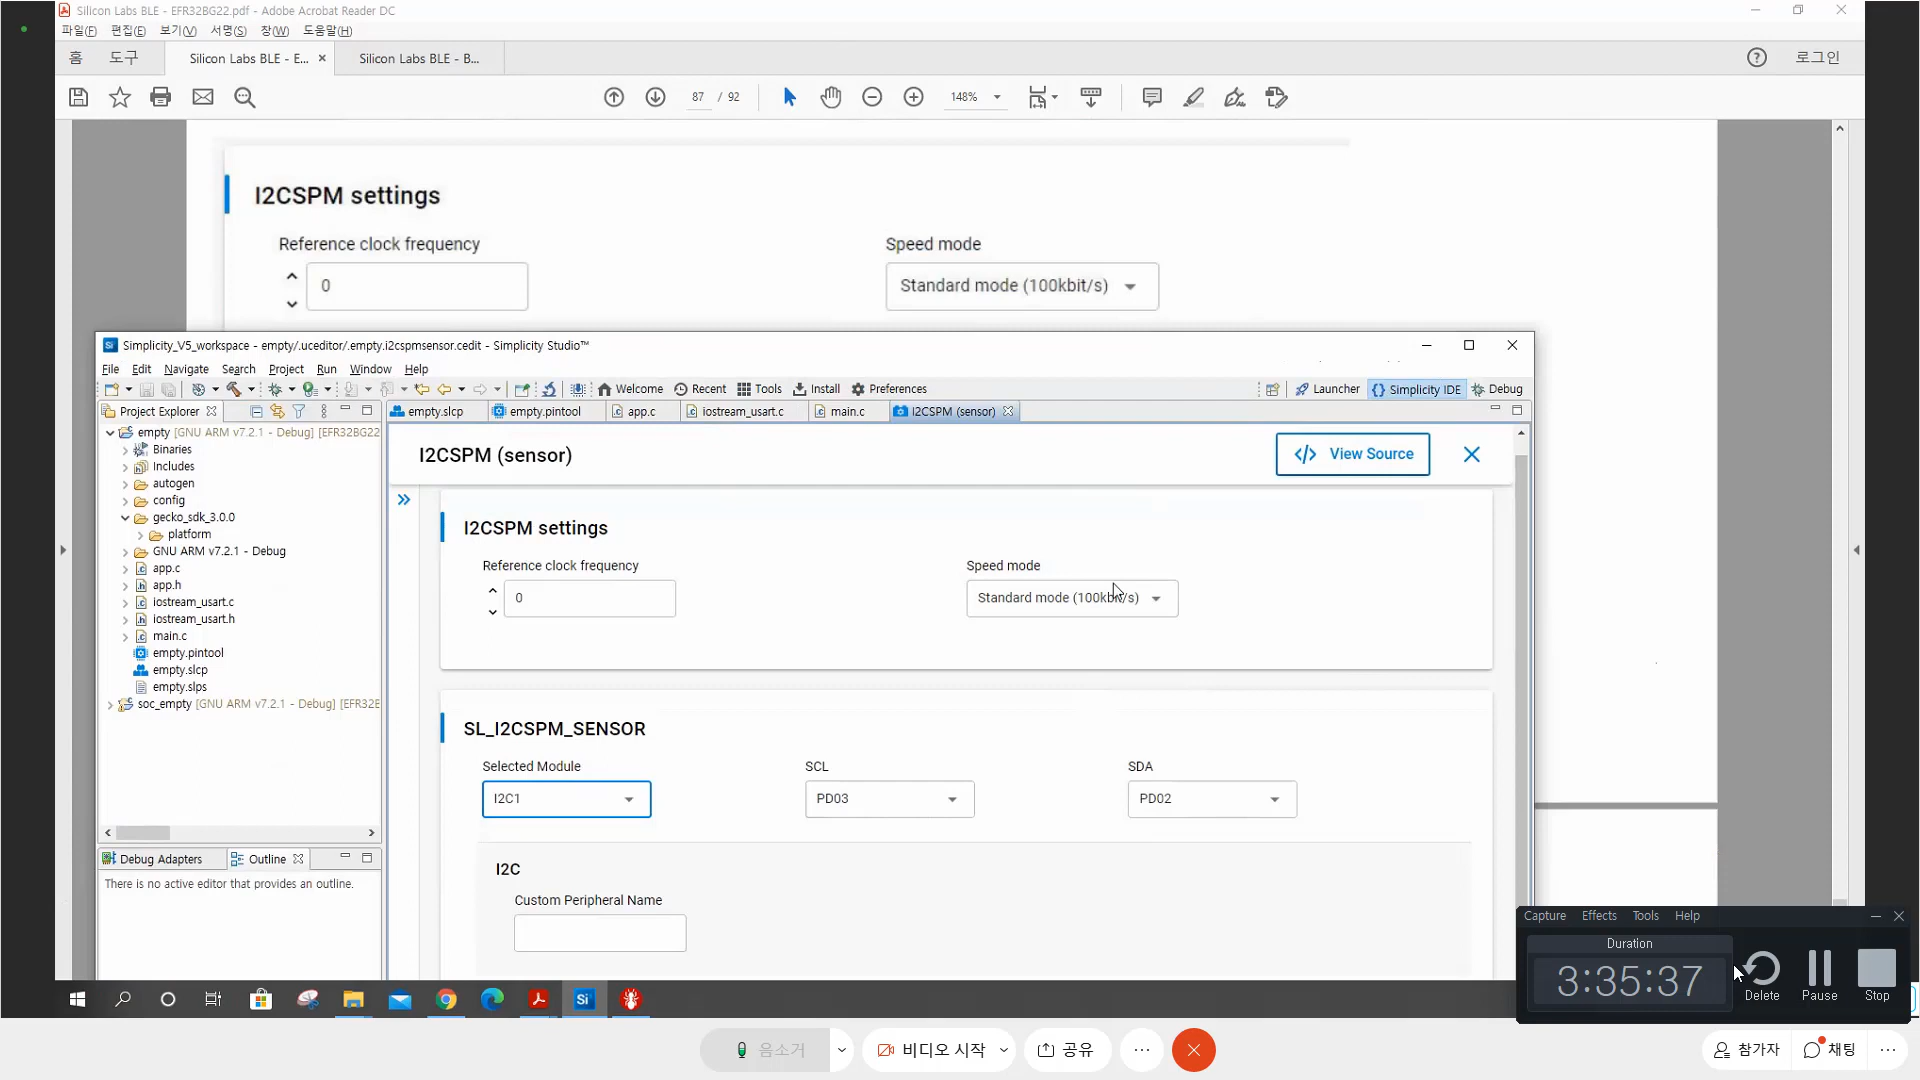 Silicon Labs BLE - EFR32BG22.pdf - Adobe Acrobat Reader DC
파일(F) 편집(E) 보기(V) 서명(S) 창(W) 도움말(H)
홈 도구 Silicon Labs BLE - E... × Silicon Labs BLE - B... 로그인
87 / 92 148%
I2CSPM settings
Reference clock frequency Speed mode
0 Standard mode (100kbit/s)
Simplicity_V5_workspace - empty/.uceditor/.empty.i2cspmsensor.cedit - Simplicity Studio™
File Edit Navigate Search Project Run Window Help
Welcome Recent Tools Install Preferences Launcher Simplicity IDE Debug
Project Explorer empty.slcp empty.pintool app.c iostream_usart.c main.c I2CSPM (sensor)
empty [GNU ARM v7.2.1 - Debug] [EFR32BG22
Binaries
Includes
autogen
config
gecko_sdk_3.0.0
platform
GNU ARM v7.2.1 - Debug
app.c
app.h
iostream_usart.c
iostream_usart.h
main.c
empty.pintool
empty.slcp
empty.slps
soc_empty [GNU ARM v7.2.1 - Debug] [EFR32E
I2CSPM (sensor) </> View Source
I2CSPM settings
Reference clock frequency Speed mode
0 Standard mode (100kbit/s)
SL_I2CSPM_SENSOR
Selected Module SCL SDA
I2C1 PD03 PD02
I2C
Custom Peripheral Name
Debug Adapters Outline
There is no active editor that provides an outline.
Capture Effects Tools Help
Duration
3:35:37
Delete Pause Stop
음소거 비디오 시작 공유 참가자 채팅